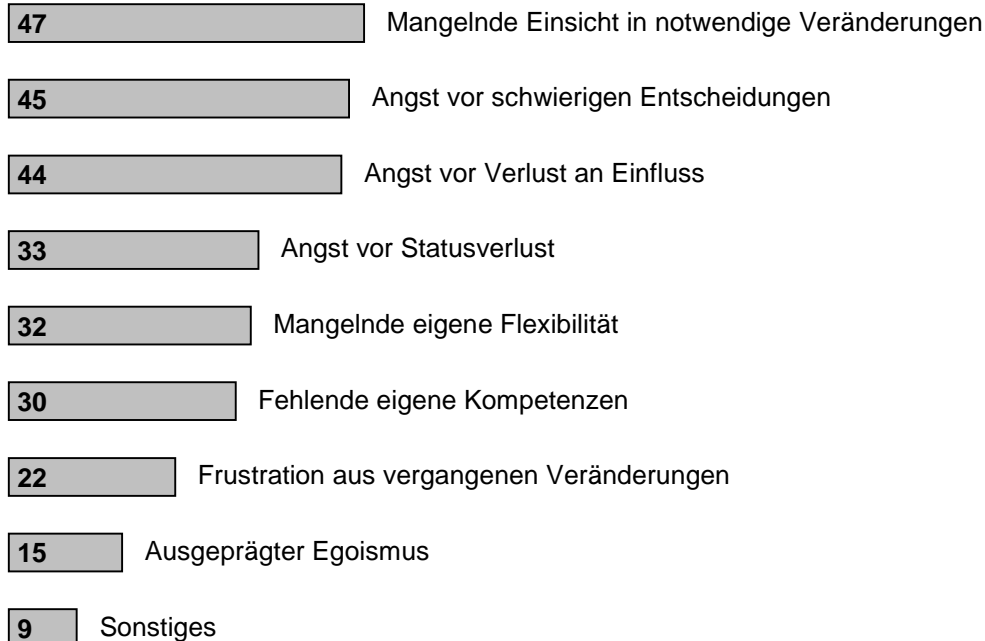 47 Mangelnde Einsicht in notwendige Veränderungen
45 Angst vor schwierigen Entscheidungen
44 Angst vor Verlust an Einfluss
33 Angst vor Statusverlust
32 Mangelnde eigene Flexibilität
30 Fehlende eigene Kompetenzen
22 Frustration aus vergangenen Veränderungen
15 Ausgeprägter Egoismus
9 Sonstiges